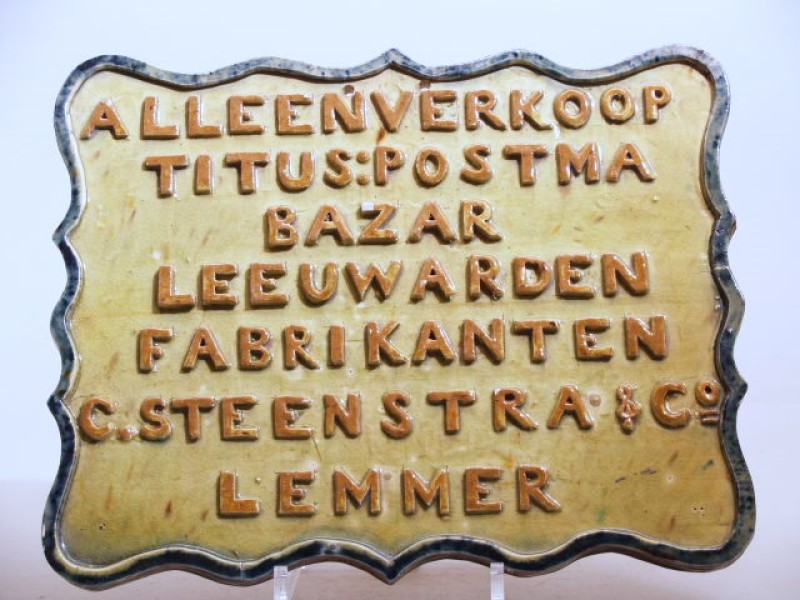 ALLEENVERKOOP
TITUS:POSTMA
BAZAR
LEEUWARDEN
FABRIKANTEN
C.STEENSTRA & Cº
LEMMER